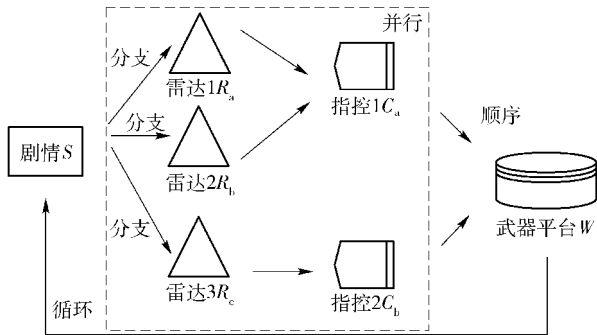 并行
分支
雷达1Ra
指控1Ca
顺序
分支
剧情S
雷达2Rb
武器平台W
分支
雷达3Rc
指控2Cb
循环